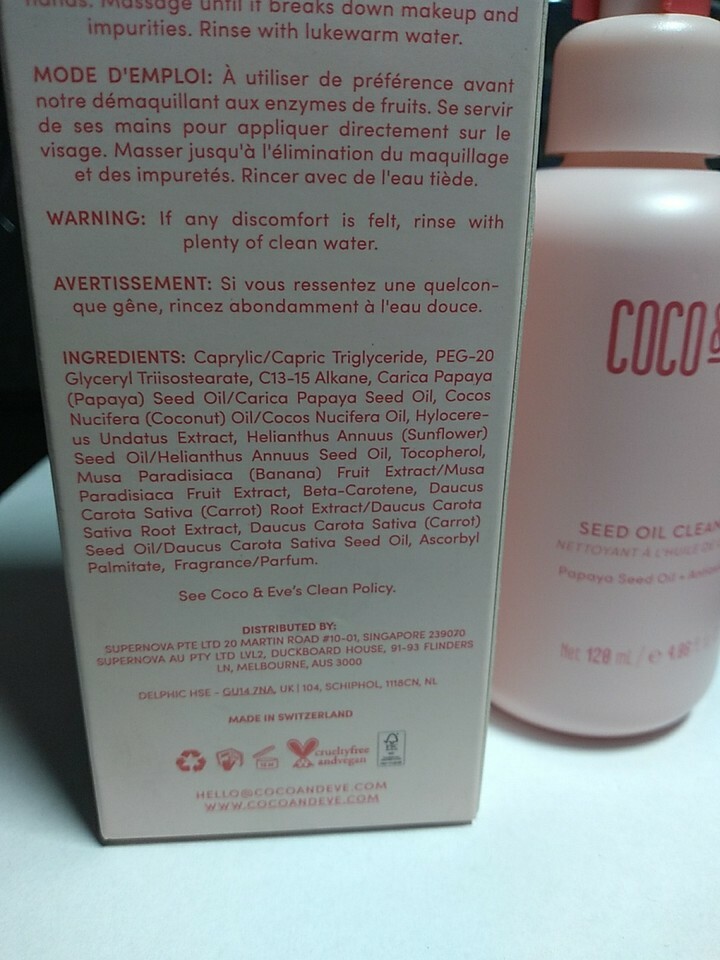 hands. Massage until it breaks down makeup and
impurities. Rinse with lukewarm water.
MODE D'EMPLOI: À utiliser de préférence avant
notre démaquillant aux enzymes de fruits. Se servir
de ses mains pour appliquer directement sur le
visage. Masser jusqu'à l'élimination du maquillage
et des impuretés. Rincer avec de l'eau tiède.
WARNING: If any discomfort is felt, rinse with
plenty of clean water.
AVERTISSEMENT: Si vous ressentez une quelcon-
que gêne, rincez abondamment à l'eau douce.
INGREDIENTS: Caprylic/Capric Triglyceride, PEG-20
Glyceryl Triisostearate, C13-15 Alkane, Carica Papaya
(Papaya) Seed Oil/Carica Papaya Seed Oil, Cocos
Nucifera (Coconut) Oil/Cocos Nucifera Oil, Hylocere-
us Undatus Extract, Helianthus Annuus (Sunflower)
Seed Oil/Helianthus Annuus Seed Oil, Tocopherol,
Musa Paradisiaca (Banana) Fruit Extract/Musa
Paradisiaca Fruit Extract, Beta-Carotene, Daucus
Carota Sativa (Carrot) Root Extract/Daucus Carota
Sativa Root Extract, Daucus Carota Sativa (Carrot)
Seed Oil/Daucus Carota Sativa Seed Oil, Ascorbyl
Palmitate, Fragrance/Parfum.
See Coco & Eve's Clean Policy.
DISTRIBUTED BY:
SUPERNOVA PTE LTD 20 MARTIN ROAD #10-01, SINGAPORE 239070
SUPERNOVA AU PTY LTD LVL2, DUCKBOARD HOUSE, 91-93 FLINDERS
LN, MELBOURNE, AUS 3000
DELPHIC HSE - GU14 7NA, UK | 104, SCHIPHOL, 1118CN, NL
MADE IN SWITZERLAND
crueltyfree
andvegan
HELLO@COCOANDEVE.COM
WWW.COCOANDEVE.COM
COCO &
SEED OIL CLEAN
NETTOYANT À L'HUILE DE
Papaya Seed Oil •
Net 120 mL / e